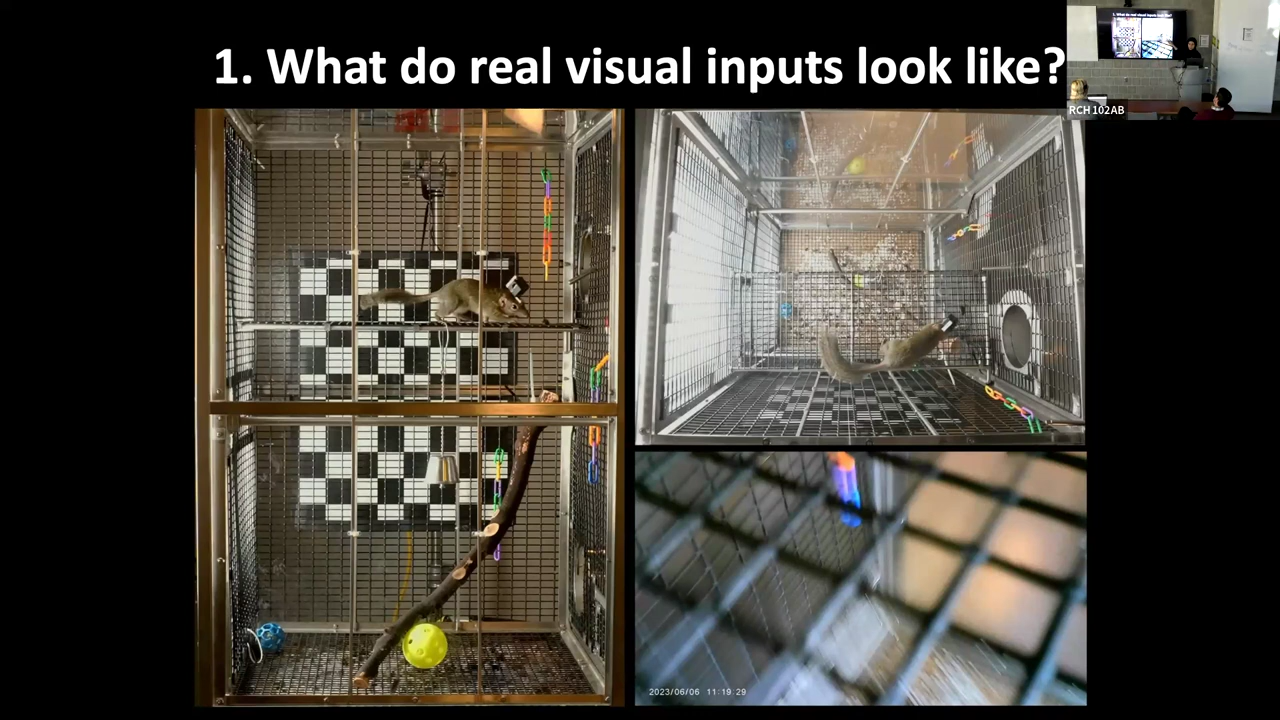 1. What do real visual inputs look like?
RCH 102AB
2023/06/06 11:19:29